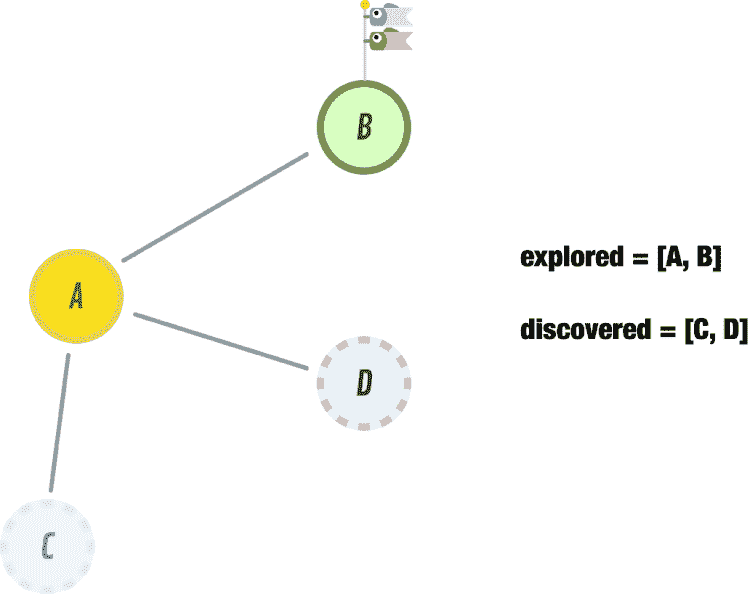 B
A
explored = [A, B]
discovered = [C, D]
D
C